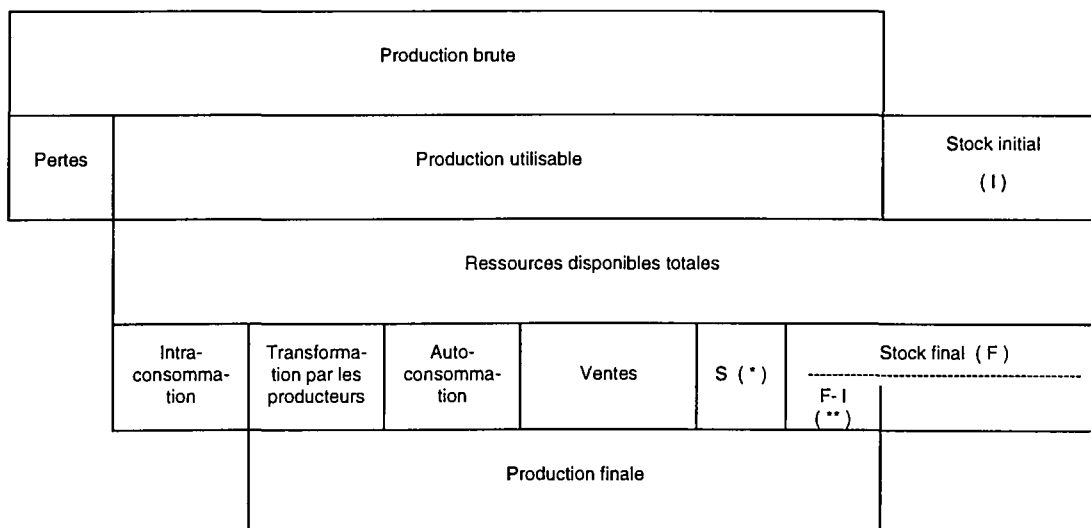 Production brute
Pertes
Production utilisable
Stock initial
( I )
Ressources disponibles totales
Intra-
consomma-
tion
Transforma-
tion par les
producteurs
Auto-
consomma-
tion
Ventes
S ( * )
Stock final ( F )
F- I
( ** )
Production finale